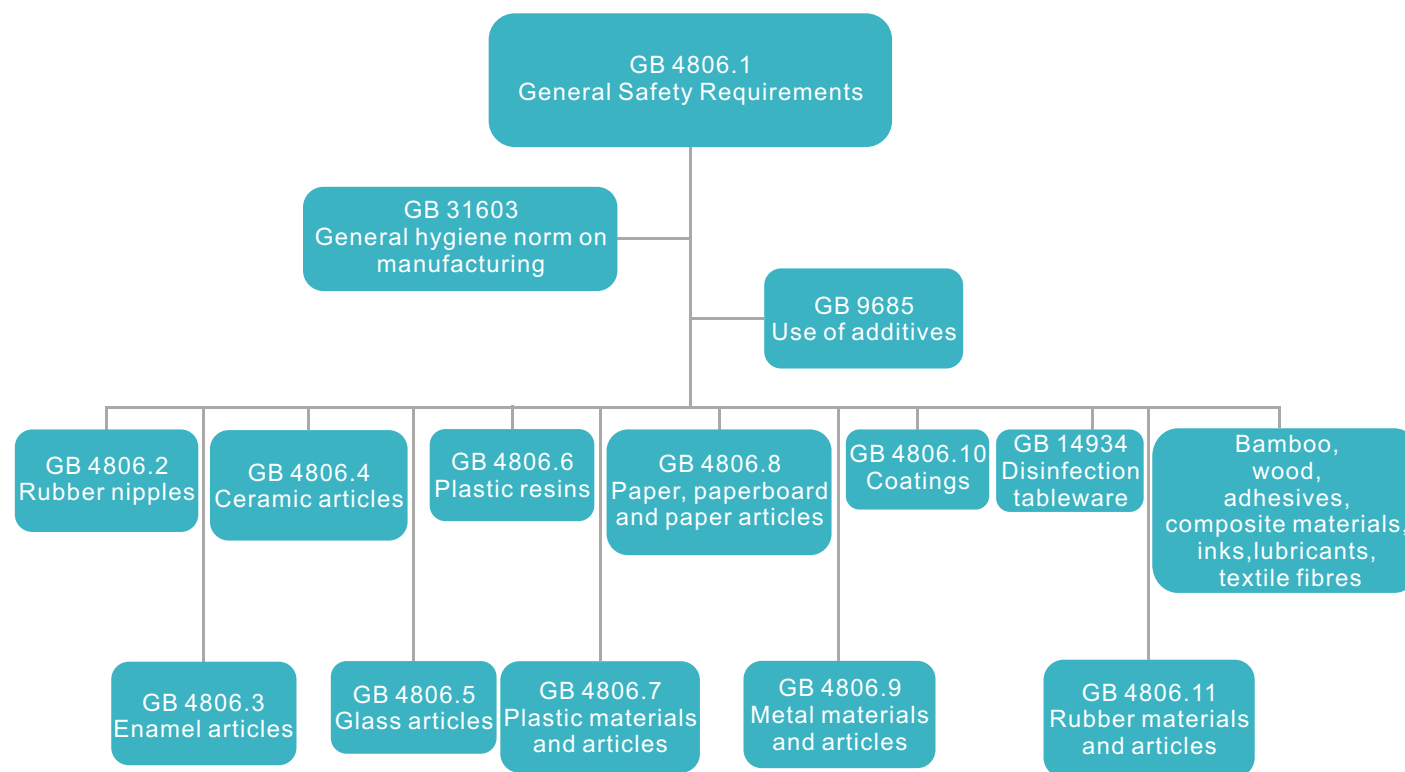 GB 4806.1
General Safety Requirements
GB 31603
General hygiene norm on
manufacturing
GB 9685
Use of additives
GB 4806.2
Rubber nipples
GB 4806.4
Ceramic articles
GB 4806.6
Plastic resins
GB 4806.8
Paper, paperboard
and paper articles
GB 4806.10
Coatings
GB 14934
Disinfection
tableware
Bamboo,
wood,
adhesives,
composite materials,
inks,lubricants,
textile fibres
GB 4806.3
Enamel articles
GB 4806.5
Glass articles
GB 4806.7
Plastic materials
and articles
GB 4806.9
Metal materials
and articles
GB 4806.11
Rubber materials
and articles